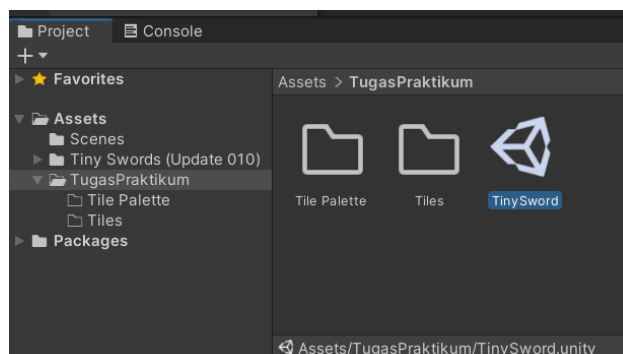 Project Console
+
Favorites
Assets > TugasPraktikum
Assets
Scenes
Tiny Swords (Update 010)
TugasPraktikum
Tile Palette
Tiles
Packages
Tile Palette Tiles TinySword
Assets/TugasPraktikum/TinySword.unity